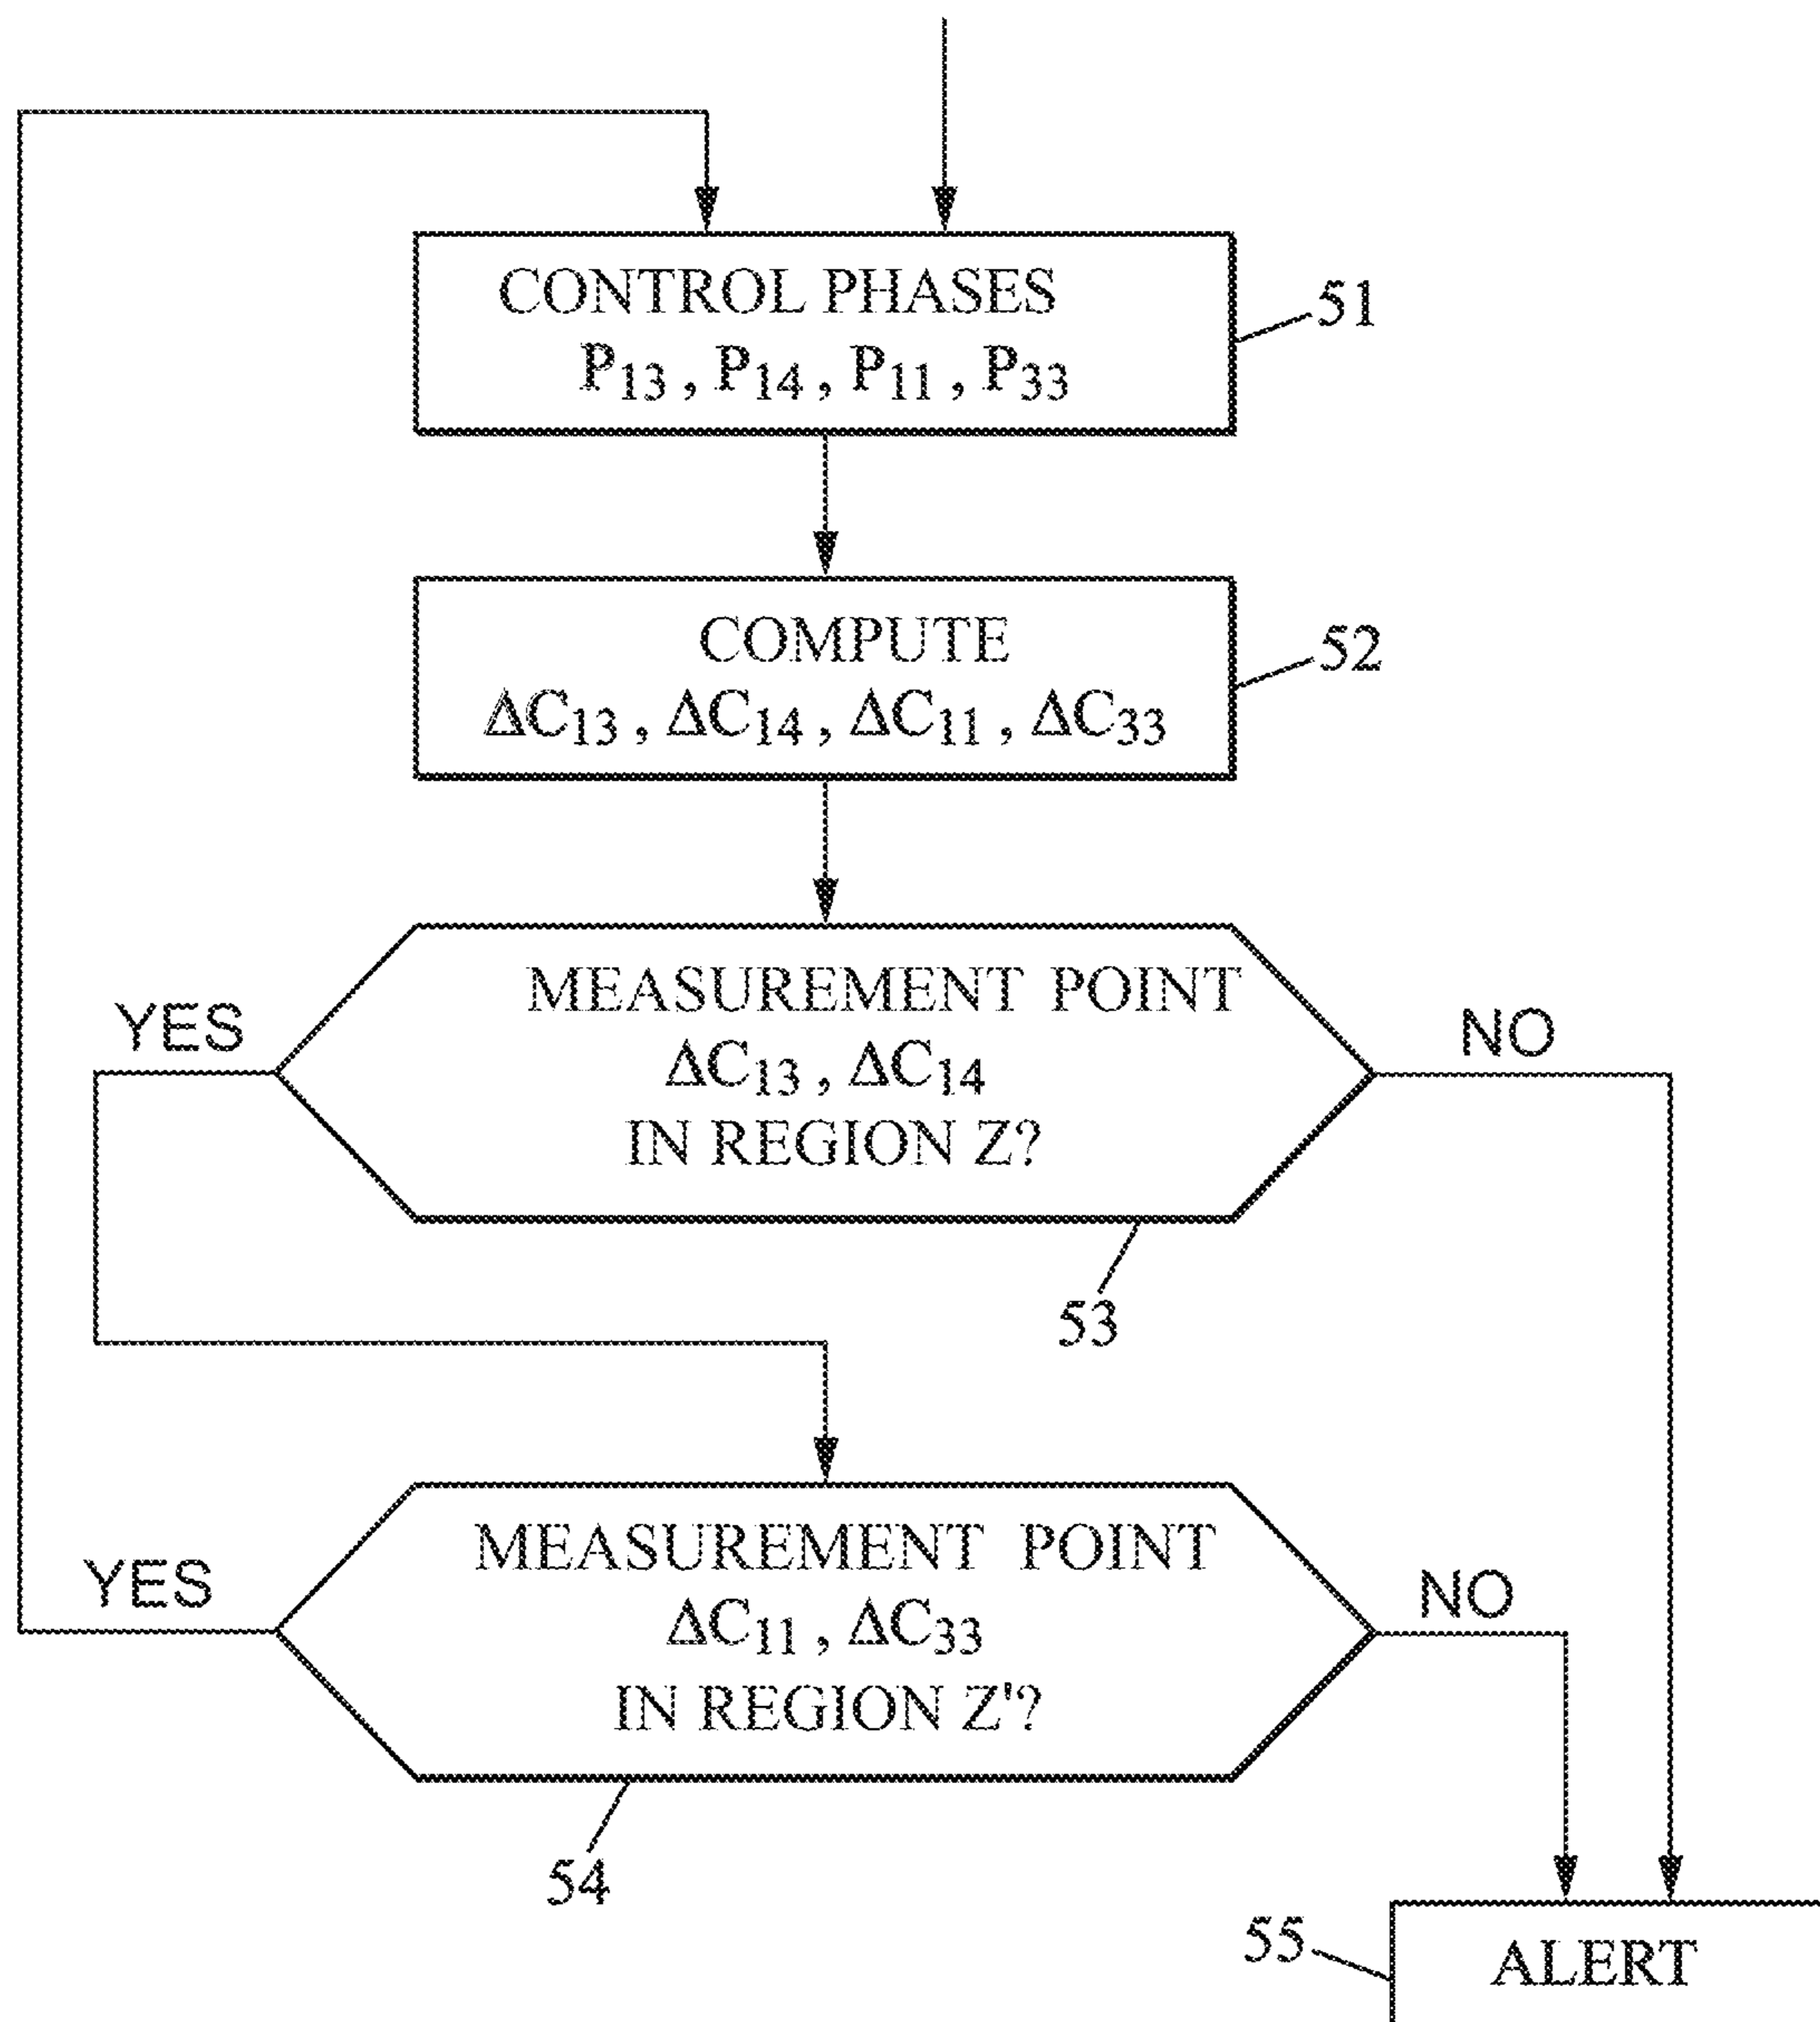 CONTROL PHASES
P13 , P14 , P11 , P33
51
COMPUTE
ΔC13 , ΔC14 , ΔC11 , ΔC33
52
MEASUREMENT POINT
ΔC13 , ΔC14
IN REGION Z?
YES
NO
53
MEASUREMENT POINT
ΔC11 , ΔC33
IN REGION Z'?
YES
NO
54
55
ALERT